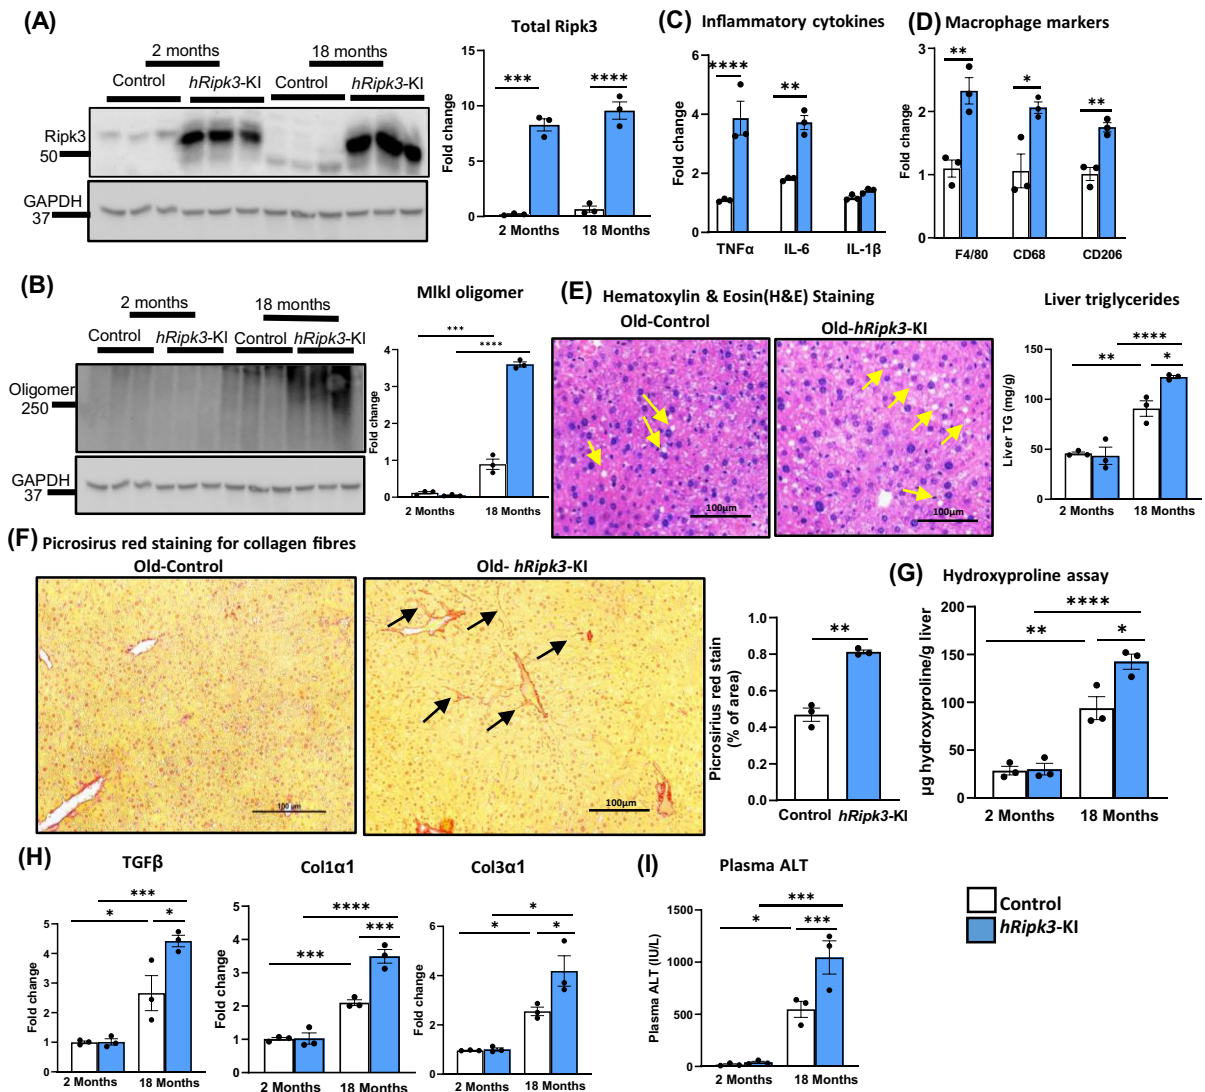 (A)
2 months
18 months
Control
hRipk3-KI
Control
hRipk3-KI
Ripk3
50
GAPDH
37
Total Ripk3
Fold change
15
10
5
0
***
****
2 Months
18 Months
(C) Inflammatory cytokines
Fold change
6
4
2
0
****
**
TNFα
IL-6
IL-1β
(D) Macrophage markers
Fold change
3
2
1
0
**
*
**
F4/80
CD68
CD206
(B)
2 months
18 months
Control
hRipk3-KI
Control
hRipk3-KI
Oligomer
250
GAPDH
37
Mlkl oligomer
Fold change
4
3
2
1
0
***
****
2 Months
18 Months
(E) Hematoxylin & Eosin(H&E) Staining
Old-Control
Old-hRipk3-KI
100μm
100μm
Liver triglycerides
Liver TG (mg/g)
150
100
50
0
****
**
*
2 Months
18 Months
(F) Picrosirus red staining for collagen fibres
Old-Control
Old- hRipk3-KI
100 μm
100μm
Picrosirius red stain
(% of area)
1.0
0.8
0.6
0.4
0.2
0.0
**
Control
hRipk3-KI
(G) Hydroxyproline assay
μg hydroxyproline/g liver
200
150
100
50
0
****
**
*
2 Months
18 Months
(H)
TGFβ
Fold change
5
4
3
2
1
0
***
*
*
2 Months
18 Months
Col1α1
Fold change
5
4
3
2
1
0
****
***
***
2 Months
18 Months
Col3α1
Fold change
6
4
2
0
*
*
*
2 Months
18 Months
(I)
Plasma ALT
Plasma ALT (IU/L)
1500
1000
500
0
***
*
***
2 Months
18 Months
Control
hRipk3-KI